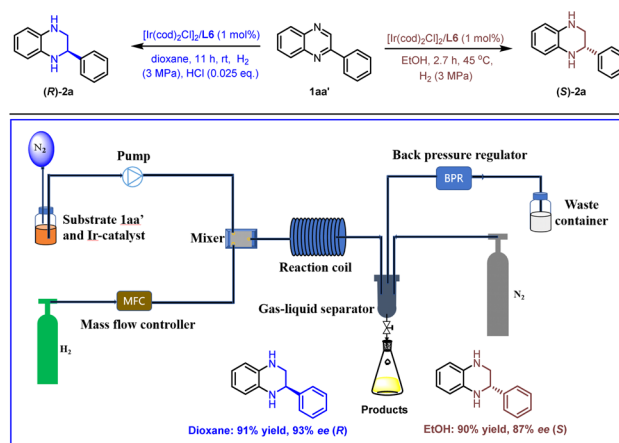 [Ir(cod)₂Cl]₂/L6 (1 mol%)
dioxane, 11 h, rt, H₂
(3 MPa), HCl (0.025 eq.)
[Ir(cod)₂Cl]₂/L6 (1 mol%)
EtOH, 2.7 h, 45 °C,
H₂ (3 MPa)
H
N
N
H
(R)-2a
N
N
1aa'
H
N
N
H
(S)-2a
N₂
Pump
Substrate 1aa'
and Ir-catalyst
Mixer
MFC
Mass flow controller
H₂
Reaction coil
Back pressure regulator
BPR
Waste
container
Gas-liquid separator
N₂
Products
H
N
N
H
Dioxane: 91% yield, 93% ee (R)
H
N
N
H
EtOH: 90% yield, 87% ee (S)